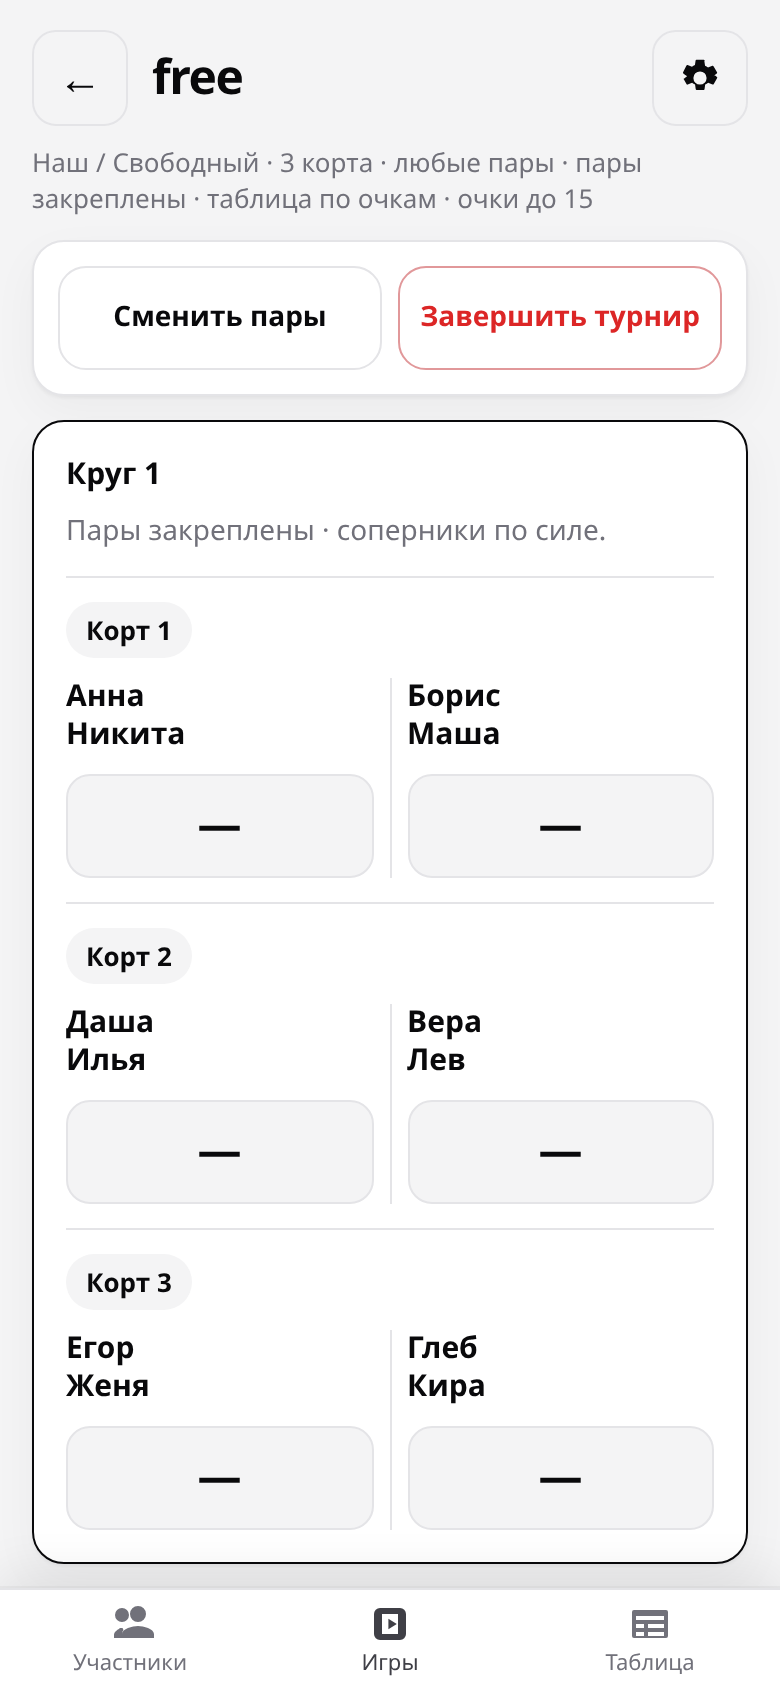 ←
free
Наш / Свободный · 3 корта · любые пары · пары
закреплены · таблица по очкам · очки до 15
Сменить пары
Завершить турнир
Круг 1
Пары закреплены · соперники по силе.
Корт 1
Анна
Никита
Борис
Маша
—
—
Корт 2
Даша
Илья
Вера
Лев
—
—
Корт 3
Егор
Женя
Глеб
Кира
—
—
Участники
Игры
Таблица